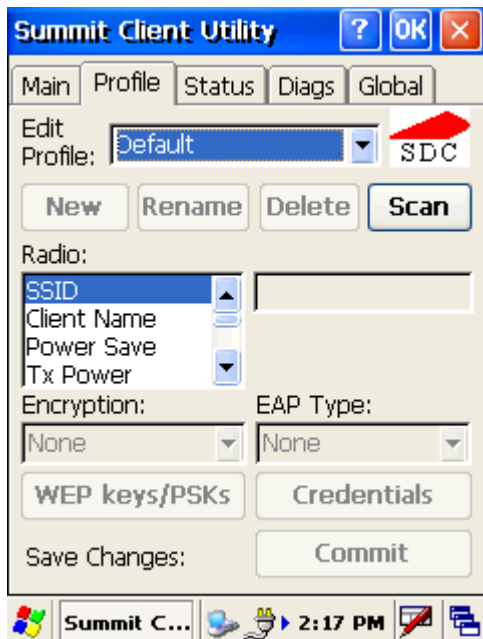 Summit Client Utility ? OK
Main Profile Status Diags Global
Edit Profile: Default
SDC
New Rename Delete Scan
Radio:
SSID
Client Name
Power Save
Tx Power
Encryption: EAP Type:
None None
WEP keys/PSKs Credentials
Save Changes: Commit
Summit C... 2:17 PM